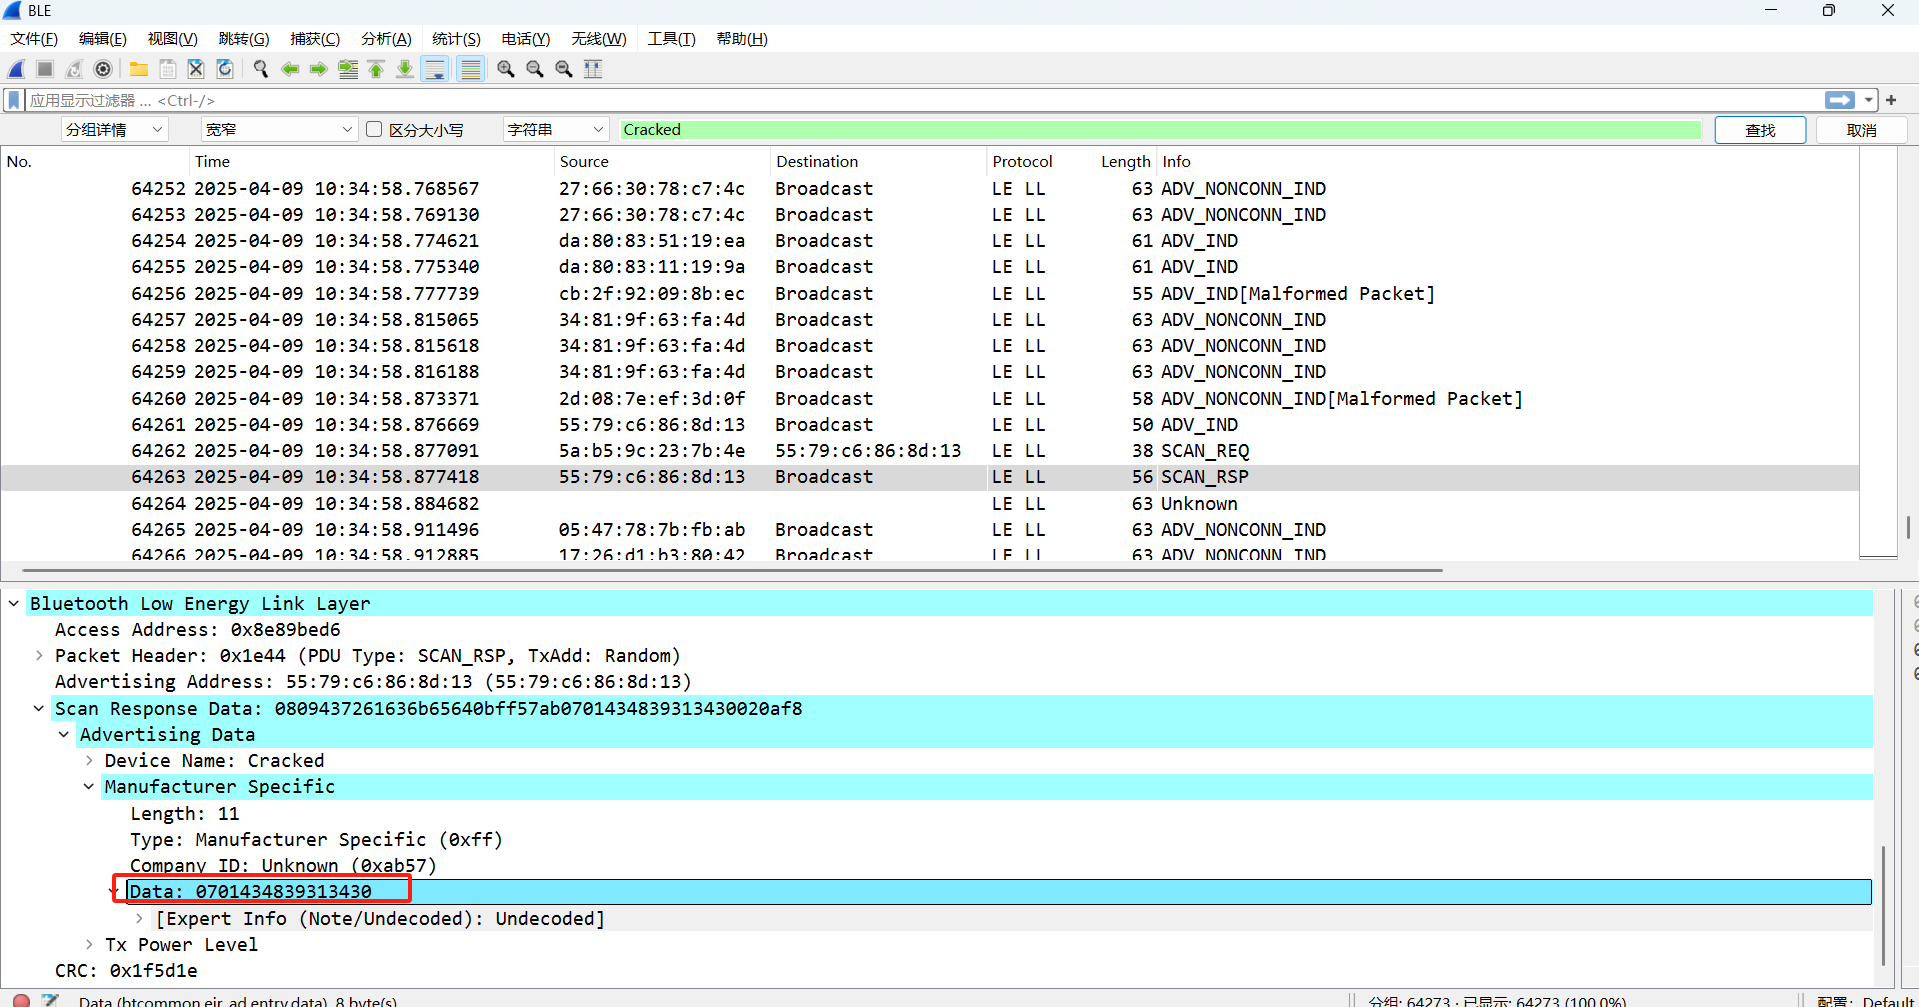 BLE
文件(F) 编辑(E) 视图(V) 跳转(G) 捕获(C) 分析(A) 统计(S) 电话(Y) 无线(W) 工具(T) 帮助(H)
应用显示过滤器 … <Ctrl-/>
分组详情 宽窄 区分大小写 字符串 Cracked 查找 取消
No. Time Source Destination Protocol Length Info
64252 2025-04-09 10:34:58.768567 27:66:30:78:c7:4c Broadcast LE LL 63 ADV_NONCONN_IND
64253 2025-04-09 10:34:58.769130 27:66:30:78:c7:4c Broadcast LE LL 63 ADV_NONCONN_IND
64254 2025-04-09 10:34:58.774621 da:80:83:51:19:ea Broadcast LE LL 61 ADV_IND
64255 2025-04-09 10:34:58.775340 da:80:83:11:19:9a Broadcast LE LL 61 ADV_IND
64256 2025-04-09 10:34:58.777739 cb:2f:92:09:8b:ec Broadcast LE LL 55 ADV_IND[Malformed Packet]
64257 2025-04-09 10:34:58.815065 34:81:9f:63:fa:4d Broadcast LE LL 63 ADV_NONCONN_IND
64258 2025-04-09 10:34:58.815618 34:81:9f:63:fa:4d Broadcast LE LL 63 ADV_NONCONN_IND
64259 2025-04-09 10:34:58.816188 34:81:9f:63:fa:4d Broadcast LE LL 63 ADV_NONCONN_IND
64260 2025-04-09 10:34:58.873371 2d:08:7e:ef:3d:0f Broadcast LE LL 58 ADV_NONCONN_IND[Malformed Packet]
64261 2025-04-09 10:34:58.876669 55:79:c6:86:8d:13 Broadcast LE LL 50 ADV_IND
64262 2025-04-09 10:34:58.877091 5a:b5:9c:23:7b:4e 55:79:c6:86:8d:13 LE LL 38 SCAN_REQ
64263 2025-04-09 10:34:58.877418 55:79:c6:86:8d:13 Broadcast LE LL 56 SCAN_RSP
64264 2025-04-09 10:34:58.884682 LE LL 63 Unknown
64265 2025-04-09 10:34:58.911496 05:47:78:7b:fb:ab Broadcast LE LL 63 ADV_NONCONN_IND
64266 2025-04-09 10:34:58.912885 17:26:d1:b3:80:42 Broadcast LE LL 63 ADV_NONCONN_IND
Bluetooth Low Energy Link Layer
Access Address: 0x8e89bed6
Packet Header: 0x1e44 (PDU Type: SCAN_RSP, TxAdd: Random)
Advertising Address: 55:79:c6:86:8d:13 (55:79:c6:86:8d:13)
Scan Response Data: 0809437261636b65640bff57ab0701434839313430020af8
Advertising Data
Device Name: Cracked
Manufacturer Specific
Length: 11
Type: Manufacturer Specific (0xff)
Company ID: Unknown (0xab57)
Data: 0701434839313430
[Expert Info (Note/Undecoded): Undecoded]
Tx Power Level
CRC: 0x1f5d1e
Data (btcommon.eir_ad.entry.data), 8 byte(s) 分组: 64273 · 已显示: 64273 (100.0%) 配置: Default